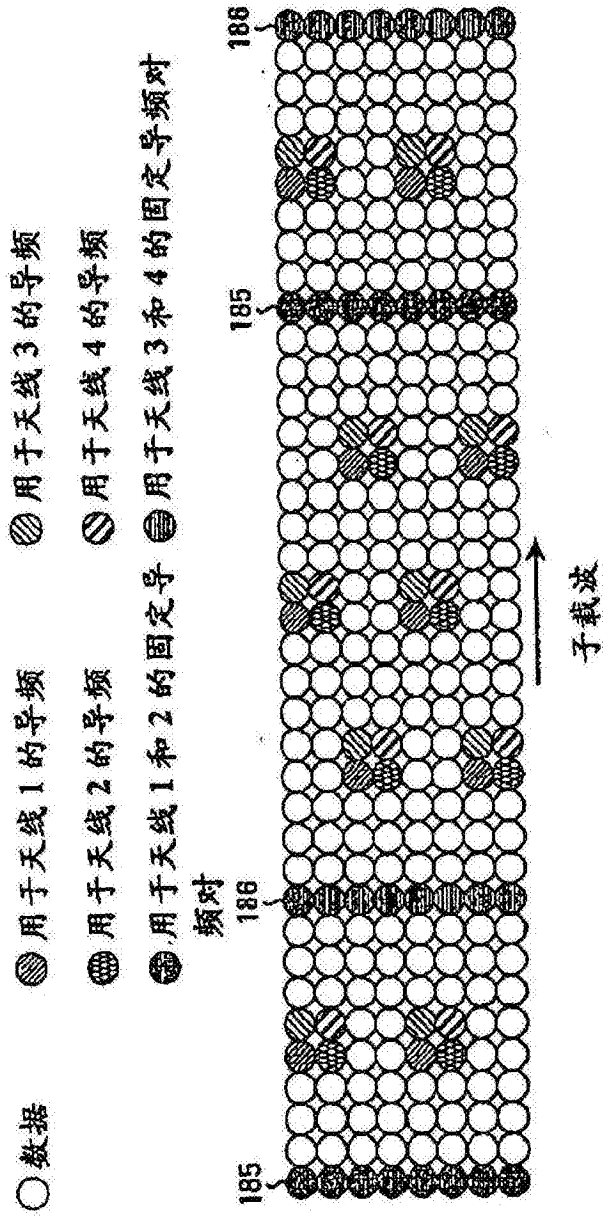 数据
用于天线 1 的导频
用于天线 3 的导频
用于天线 2 的导频
用于天线 4 的导频
用于天线 1 和 2 的固定导
频对
用于天线 3 和 4 的固定导频对
185
186
185
186
子载波